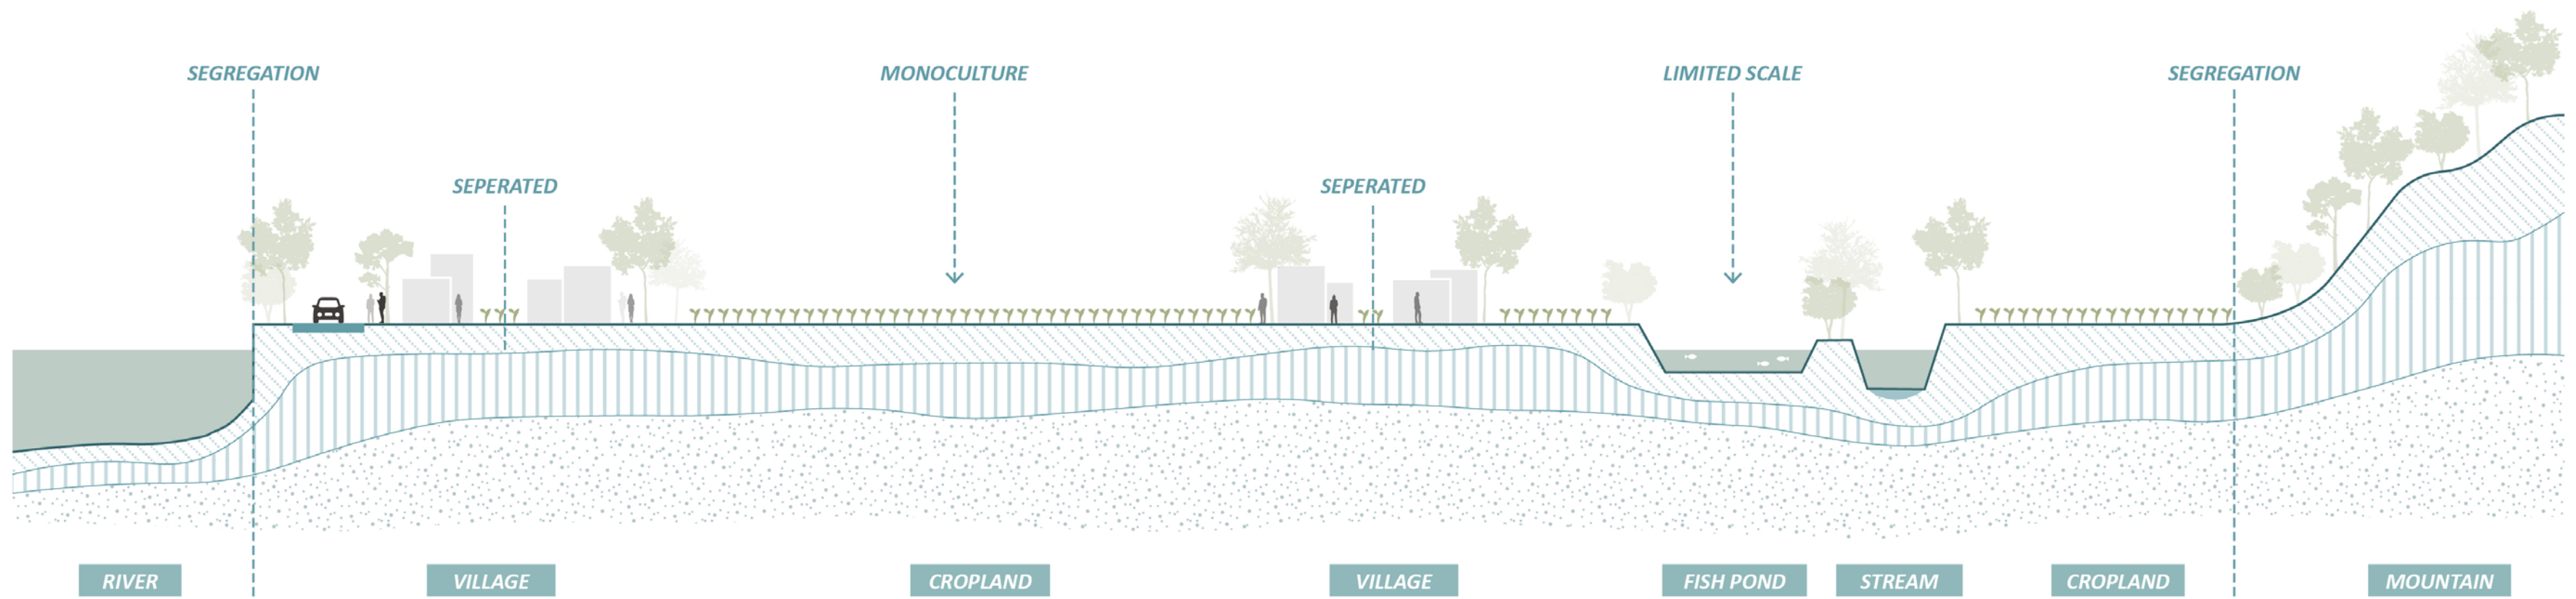 SEGREGATION
MONOCULTURE
LIMITED SCALE
SEGREGATION
SEPERATED
SEPERATED
RIVER
VILLAGE
CROPLAND
VILLAGE
FISH POND
STREAM
CROPLAND
MOUNTAIN